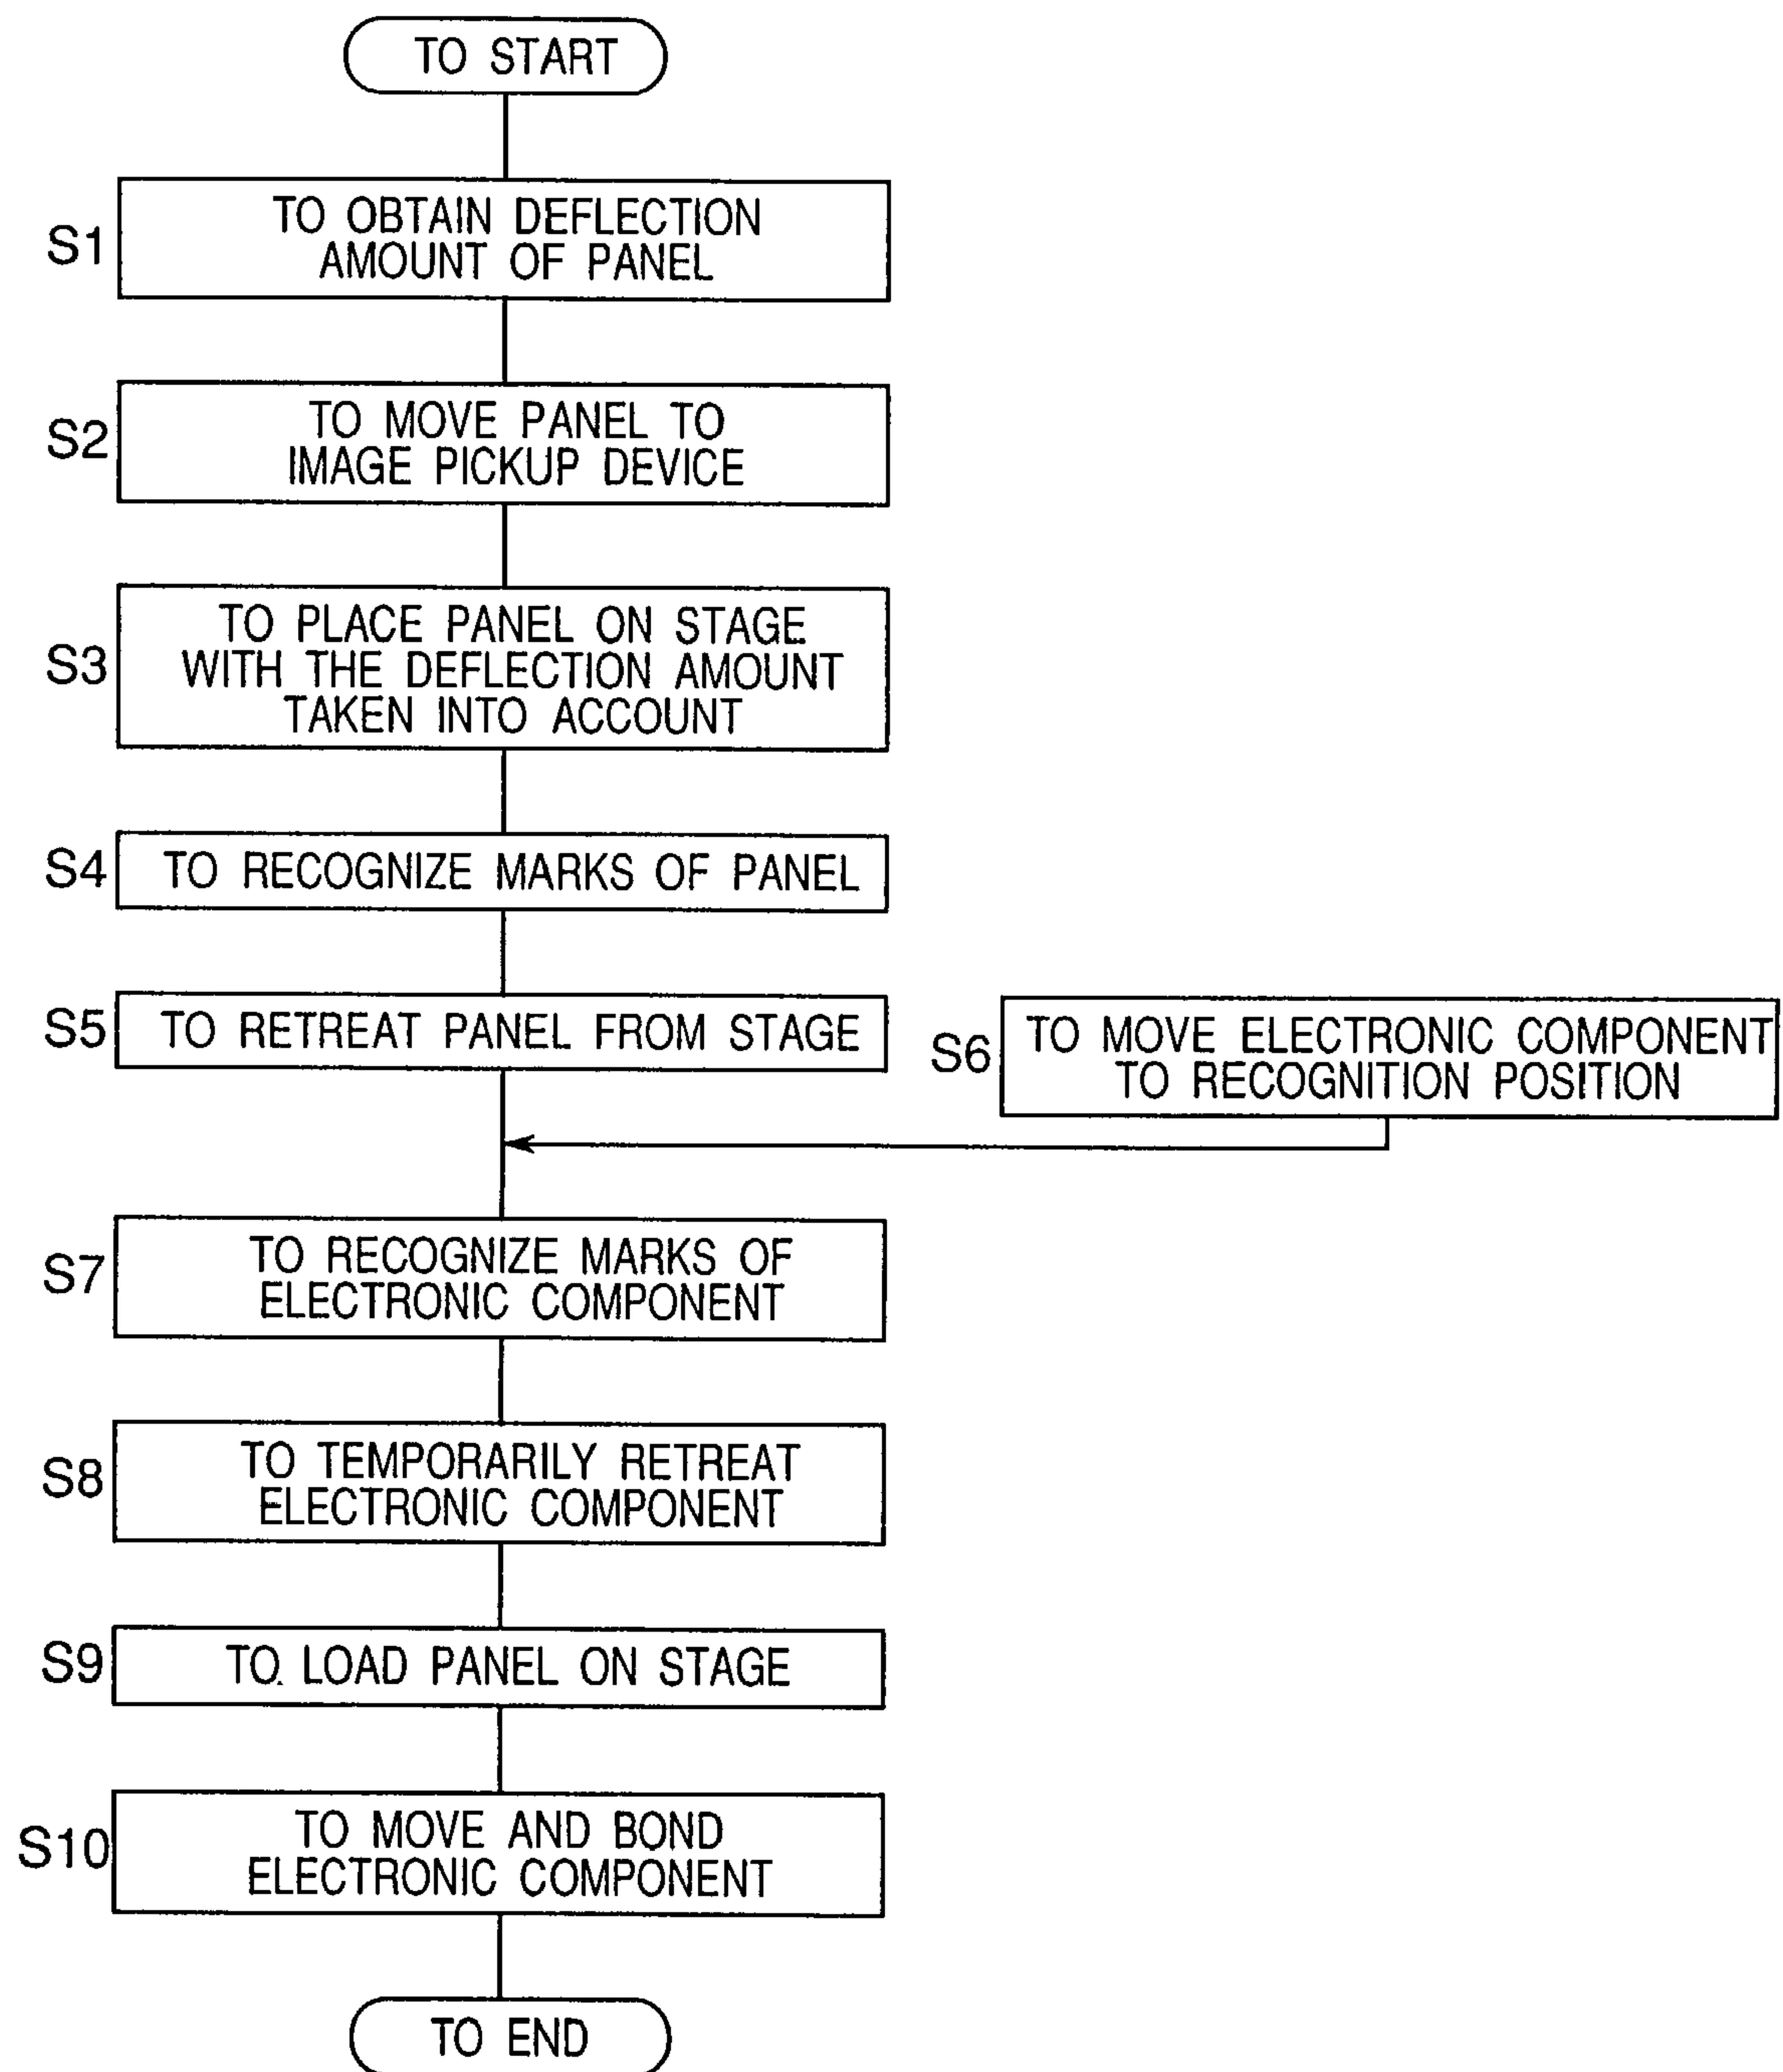 TO START
S1
TO OBTAIN DEFLECTION
AMOUNT OF PANEL
S2
TO MOVE PANEL TO
IMAGE PICKUP DEVICE
S3
TO PLACE PANEL ON STAGE
WITH THE DEFLECTION AMOUNT
TAKEN INTO ACCOUNT
S4
TO RECOGNIZE MARKS OF PANEL
S5
TO RETREAT PANEL FROM STAGE
S6
TO MOVE ELECTRONIC COMPONENT
TO RECOGNITION POSITION
S7
TO RECOGNIZE MARKS OF
ELECTRONIC COMPONENT
S8
TO TEMPORARILY RETREAT
ELECTRONIC COMPONENT
S9
TO LOAD PANEL ON STAGE
S10
TO MOVE AND BOND
ELECTRONIC COMPONENT
TO END